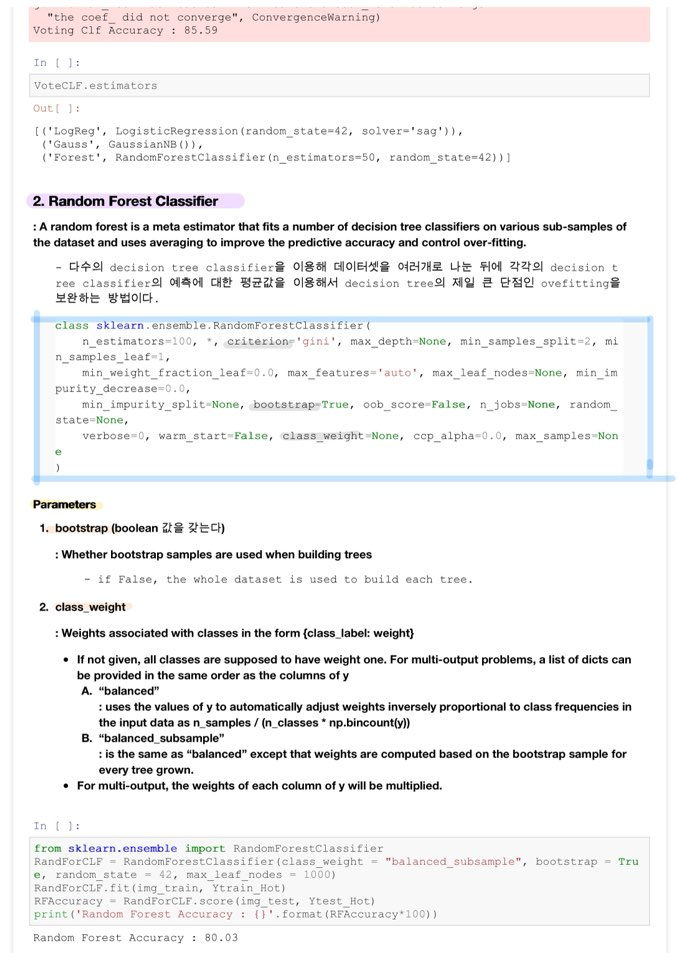 "the coef_ did not converge", ConvergenceWarning)
Voting Clf Accuracy : 85.59
In [ ]:
VoteCLF.estimators
Out[ ]:
[('LogReg', LogisticRegression(random_state=42, solver='sag')),
('Gauss', GaussianNB()),
('Forest', RandomForestClassifier(n_estimators=50, random_state=42))]
2. Random Forest Classifier
: A random forest is a meta estimator that fits a number of decision tree classifiers on various sub-samples of
the dataset and uses averaging to improve the predictive accuracy and control over-fitting.
- 다수의 decision tree classifier을 이용해 데이터셋을 여러개로 나눈 뒤에 각각의 decision t
ree classifier의 예측에 대한 평균값을 이용해서 decision tree의 제일 큰 단점인 ovefitting을
보완하는 방법이다.
class sklearn.ensemble.RandomForestClassifier(
n_estimators=100, *, criterion='gini', max_depth=None, min_samples_split=2, mi
n_samples_leaf=1,
min_weight_fraction_leaf=0.0, max_features='auto', max_leaf_nodes=None, min_im
purity_decrease=0.0,
min_impurity_split=None, bootstrap=True, oob_score=False, n_jobs=None, random_
state=None,
verbose=0, warm_start=False, class_weight=None, ccp_alpha=0.0, max_samples=Non
e
)
Parameters
1. bootstrap (boolean 값을 갖는다)
: Whether bootstrap samples are used when building trees
- if False, the whole dataset is used to build each tree.
2. class_weight
: Weights associated with classes in the form {class_label: weight}
• If not given, all classes are supposed to have weight one. For multi-output problems, a list of dicts can
be provided in the same order as the columns of y
A. “balanced”
: uses the values of y to automatically adjust weights inversely proportional to class frequencies in
the input data as n_samples / (n_classes * np.bincount(y))
B. “balanced_subsample”
: is the same as “balanced” except that weights are computed based on the bootstrap sample for
every tree grown.
• For multi-output, the weights of each column of y will be multiplied.
In [ ]:
from sklearn.ensemble import RandomForestClassifier
RandForCLF = RandomForestClassifier(class_weight = "balanced_subsample", bootstrap = Tru
e, random_state = 42, max_leaf_nodes = 1000)
RandForCLF.fit(img_train, Ytrain_Hot)
RFAccuracy = RandForCLF.score(img_test, Ytest_Hot)
print('Random Forest Accuracy : {}'.format(RFAccuracy*100))
Random Forest Accuracy : 80.03